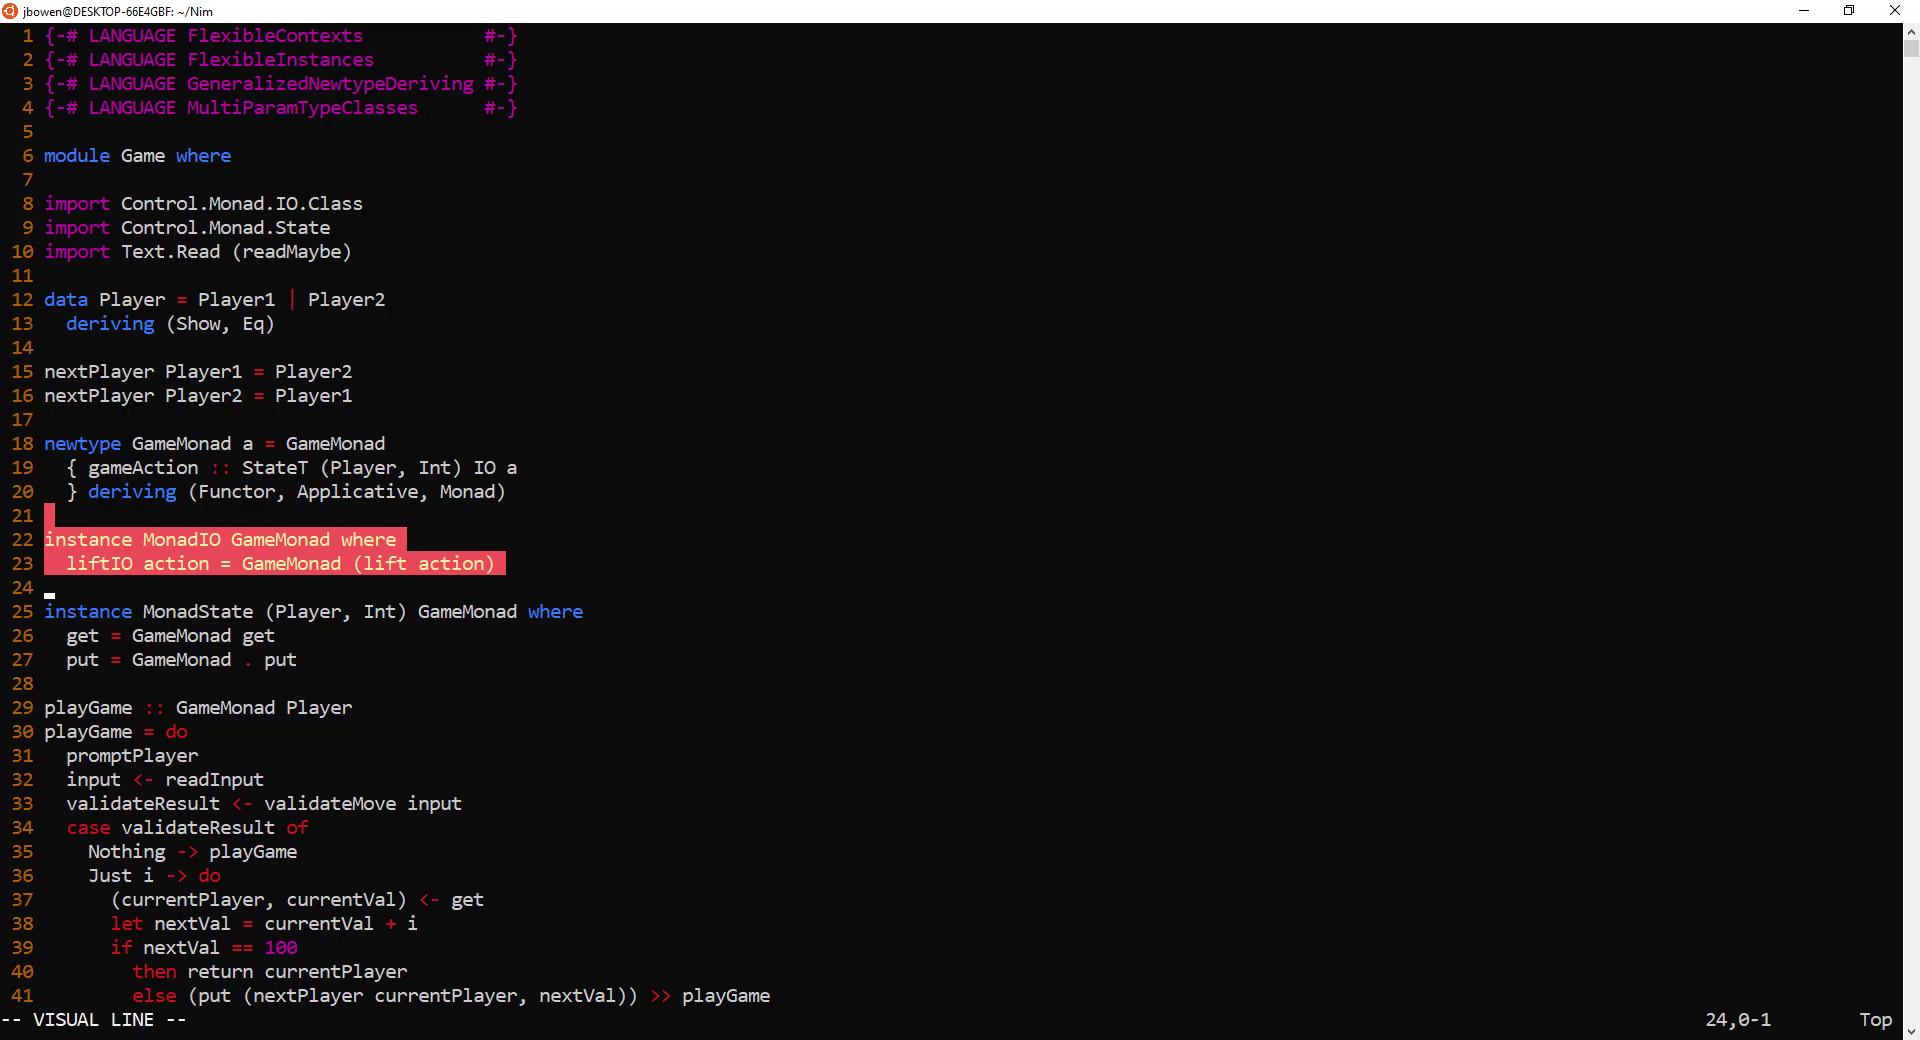 jbowen@DESKTOP-66E4GBF: ~/Nim
1 {-# LANGUAGE FlexibleContexts           #-}
2 {-# LANGUAGE FlexibleInstances          #-}
3 {-# LANGUAGE GeneralizedNewtypeDeriving #-}
4 {-# LANGUAGE MultiParamTypeClasses      #-}
5
6 module Game where
7
8 import Control.Monad.IO.Class
9 import Control.Monad.State
10 import Text.Read (readMaybe)
11
12 data Player = Player1 | Player2
13   deriving (Show, Eq)
14
15 nextPlayer Player1 = Player2
16 nextPlayer Player2 = Player1
17
18 newtype GameMonad a = GameMonad
19   { gameAction :: StateT (Player, Int) IO a
20   } deriving (Functor, Applicative, Monad)
21
22 instance MonadIO GameMonad where
23   liftIO action = GameMonad (lift action)
24
25 instance MonadState (Player, Int) GameMonad where
26   get = GameMonad get
27   put = GameMonad . put
28
29 playGame :: GameMonad Player
30 playGame = do
31   promptPlayer
32   input <- readInput
33   validateResult <- validateMove input
34   case validateResult of
35     Nothing -> playGame
36     Just i -> do
37       (currentPlayer, currentVal) <- get
38       let nextVal = currentVal + i
39       if nextVal == 100
40         then return currentPlayer
41         else (put (nextPlayer currentPlayer, nextVal)) >> playGame
-- VISUAL LINE -- 24,0-1 Top